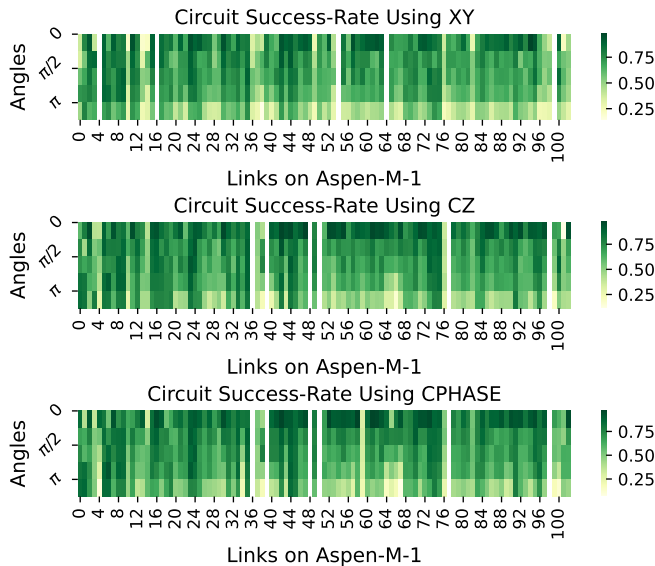 Circuit Success-Rate Using XY
Angles
0
π/2
π
0.75
0.50
0.25
0 4 8 12 16 20 24 28 32 36 40 44 48 52 56 60 64 68 72 76 80 84 88 92 96 100
Links on Aspen-M-1
Circuit Success-Rate Using CZ
Angles
0
π/2
π
0.75
0.50
0.25
0 4 8 12 16 20 24 28 32 36 40 44 48 52 56 60 64 68 72 76 80 84 88 92 96 100
Links on Aspen-M-1
Circuit Success-Rate Using CPHASE
Angles
0
π/2
π
0.75
0.50
0.25
0 4 8 12 16 20 24 28 32 36 40 44 48 52 56 60 64 68 72 76 80 84 88 92 96 100
Links on Aspen-M-1